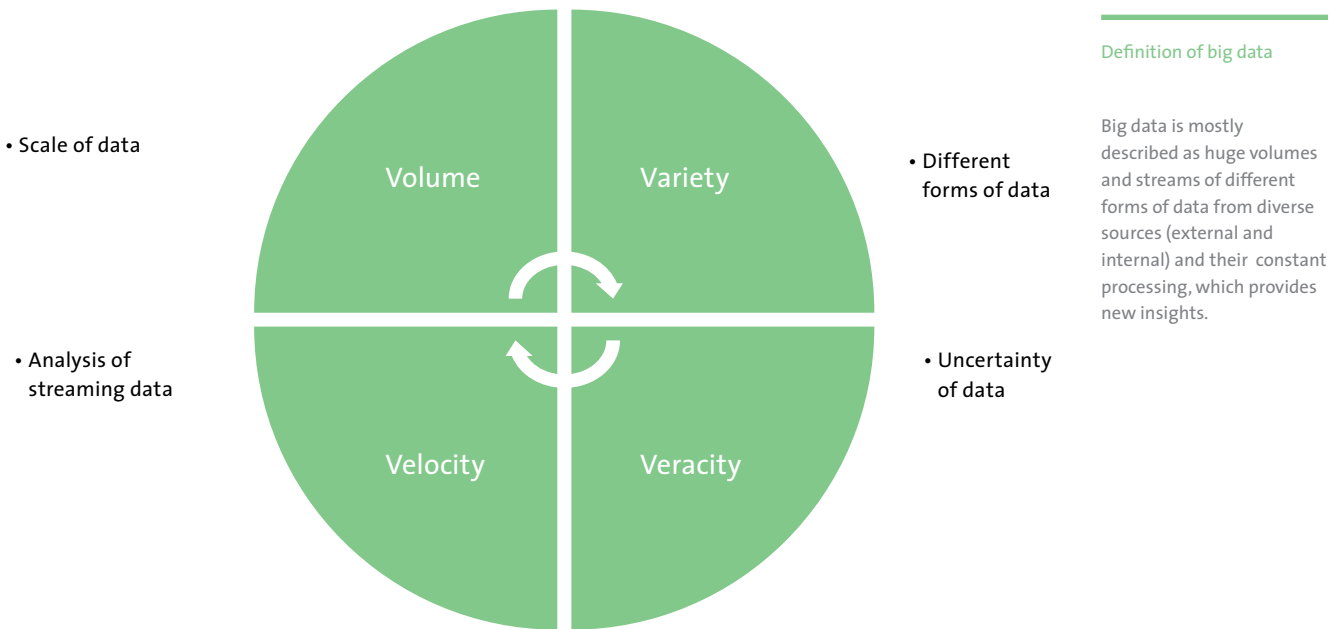 • Scale of data
Volume
Variety
• Different
forms of data
• Analysis of
streaming data
Velocity
Veracity
• Uncertainty
of data
Definition of big data
Big data is mostly
described as huge volumes
and streams of different
forms of data from diverse
sources (external and
internal) and their constant
processing, which provides
new insights.